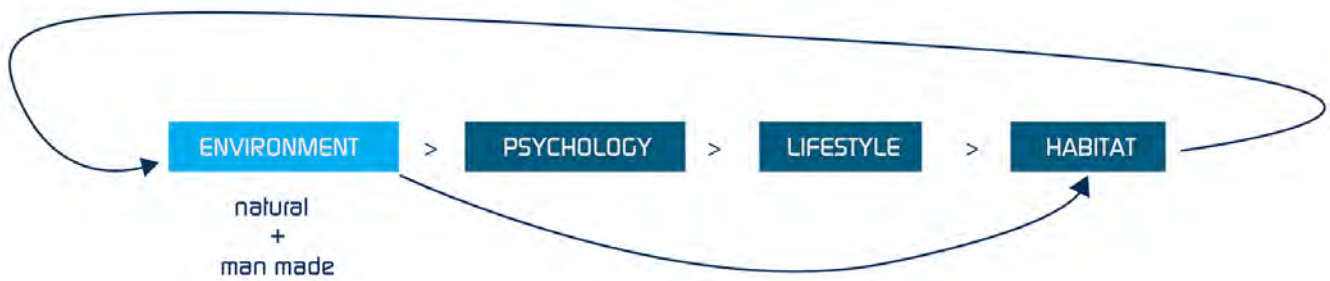 ENVIRONMENT > PSYCHOLOGY > LIFESTYLE > HABITAT
natural
+
man made